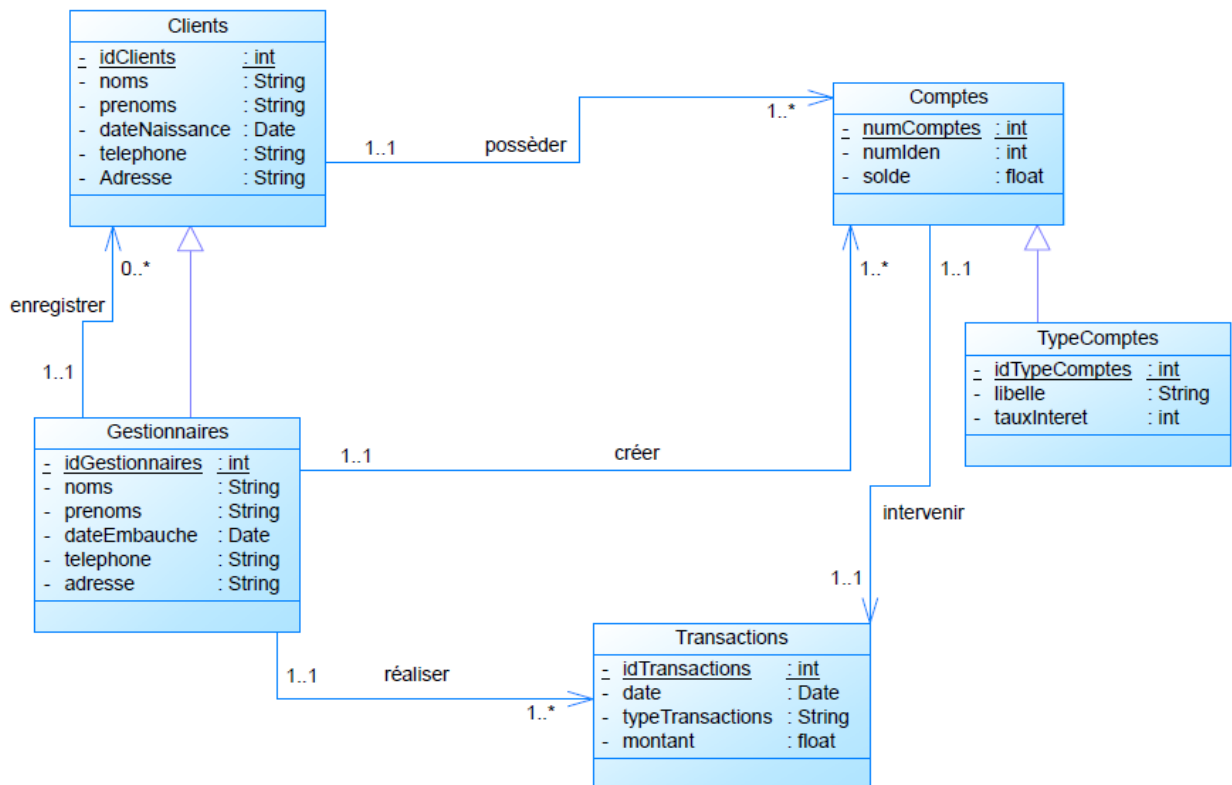 Clients
- idClients : int
- noms : String
- prenoms : String
- dateNaissance : Date
- telephone : String
- Adresse : String
1..1
possèder
1..*
Comptes
- numComptes : int
- numIden : int
- solde : float
0..*
enregistrer
1..1
1..*
1..1
TypeComptes
- idTypeComptes : int
- libelle : String
- tauxInteret : int
Gestionnaires
- idGestionnaires : int
- noms : String
- prenoms : String
- dateEmbauche : Date
- telephone : String
- adresse : String
1..1
créer
intervenir
1..1
1..1
réaliser
1..*
Transactions
- idTransactions : int
- date : Date
- typeTransactions : String
- montant : float